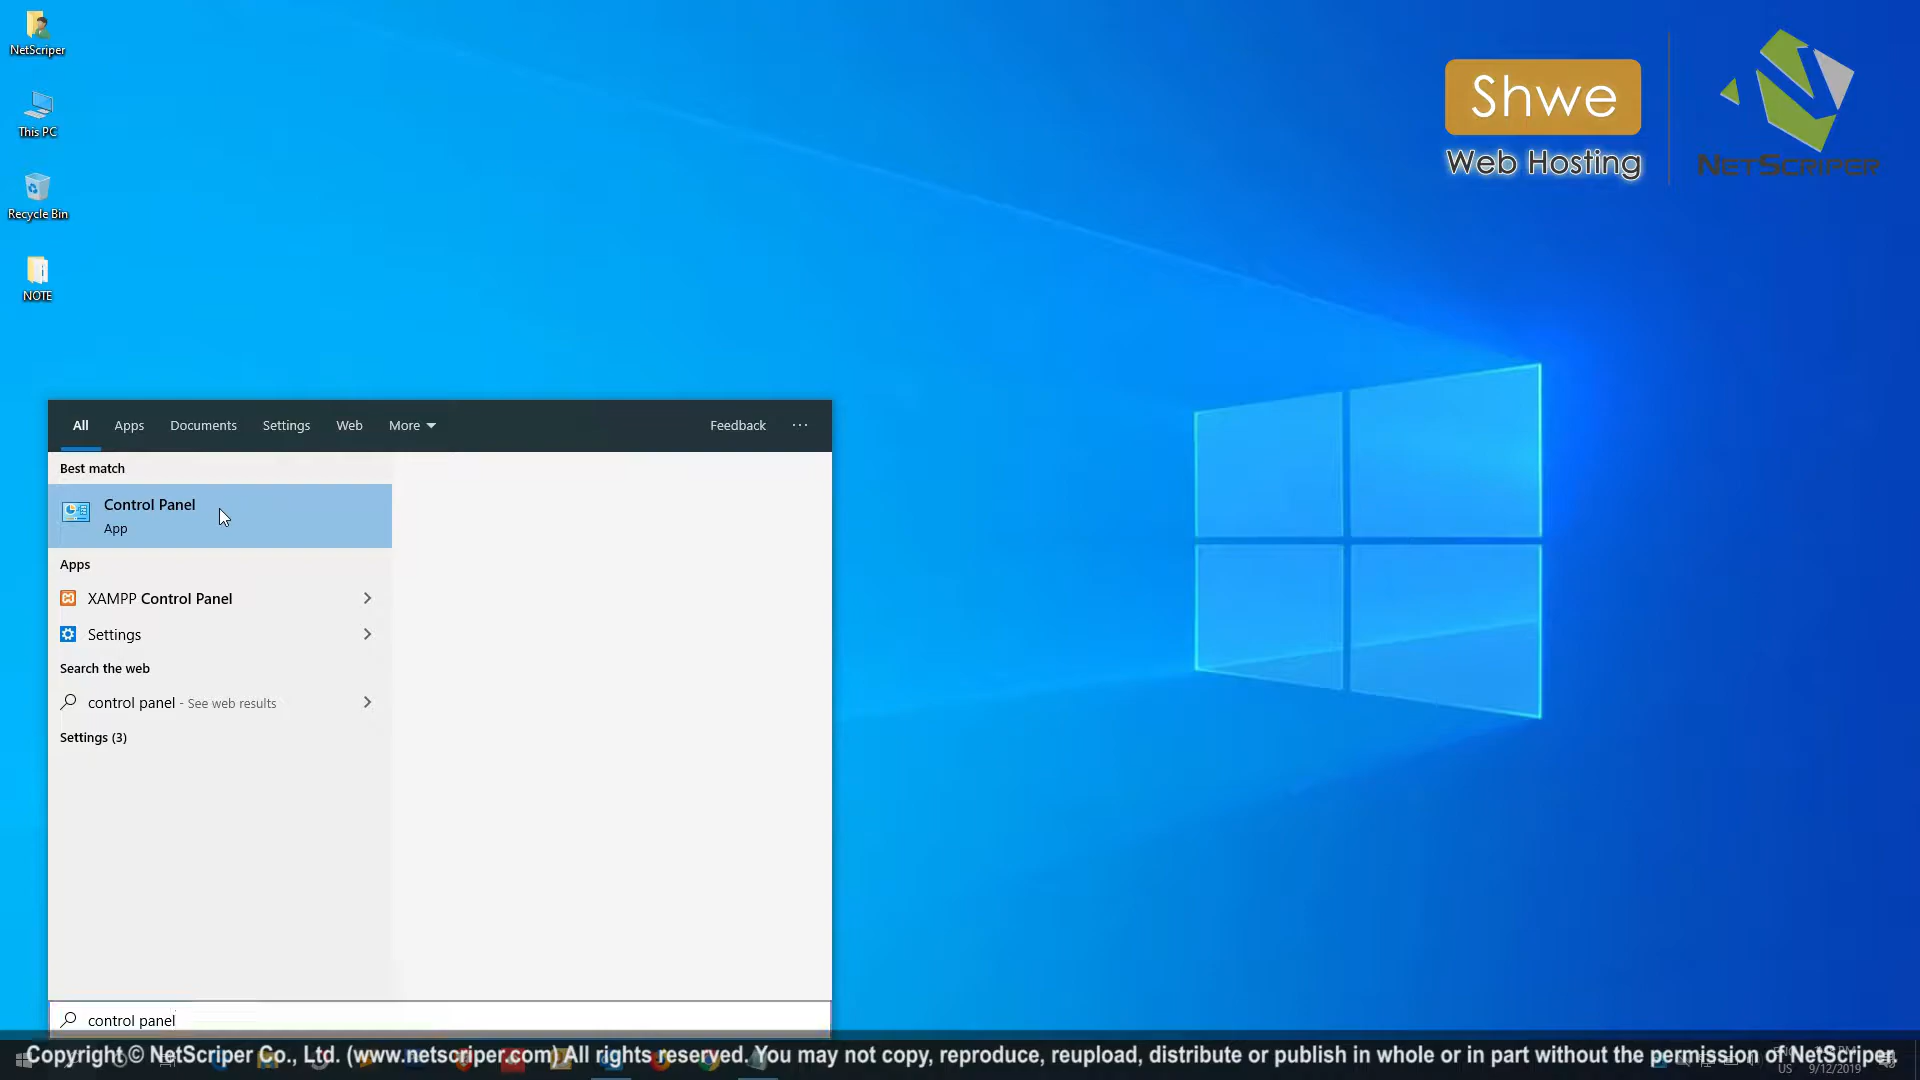 NetScriper
This PC
Recycle Bin
NOTE
Shwe
Web Hosting
NETSCRIPER
All
Apps
Documents
Settings
Web
More
Feedback
Best match
Control Panel
App
Apps
XAMPP Control Panel
Settings
Search the web
control panel - See web results
Settings (3)
control panel
Copyright © NetScriper Co., Ltd. (www.netscriper.com) All rights reserved. You may not copy, reproduce, reupload, distribute or publish in whole or in part without the permission of NetScriper.
US
9/12/2019